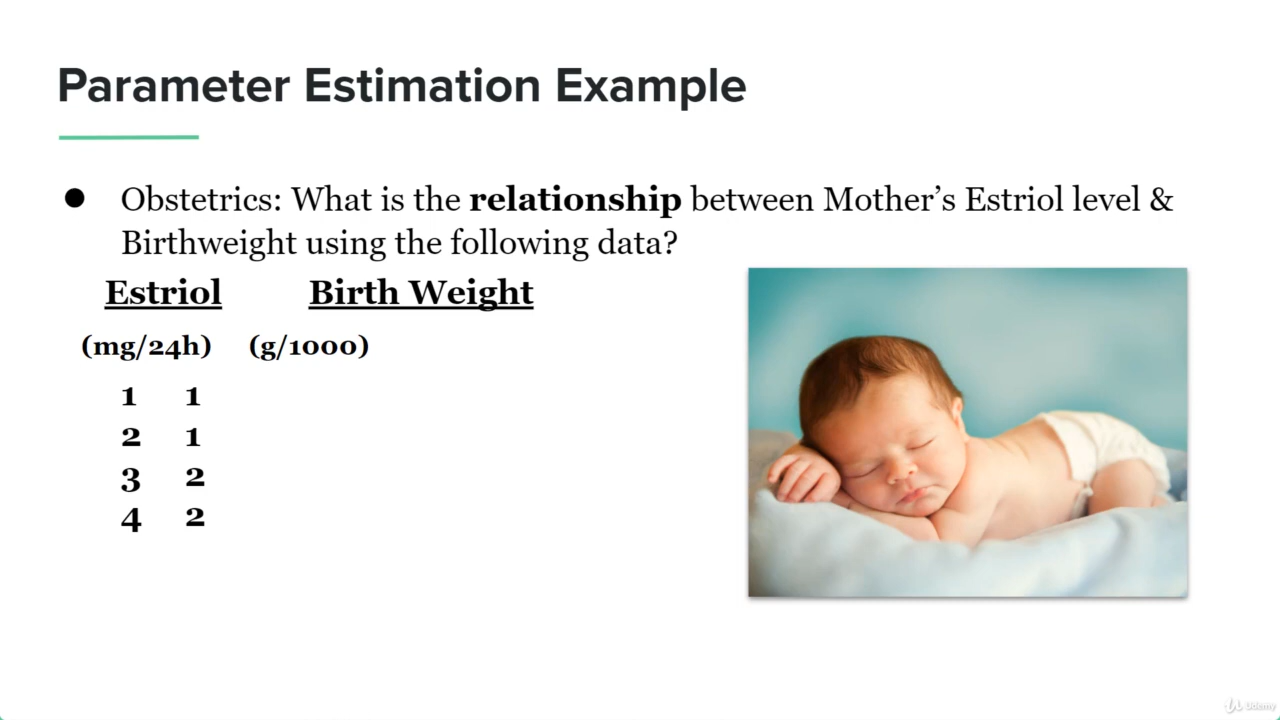 Parameter Estimation Example
● Obstetrics: What is the relationship between Mother’s Estriol level &
Birthweight using the following data?
Estriol Birth Weight
(mg/24h) (g/1000)
1 1
2 1
3 2
4 2
Udemy